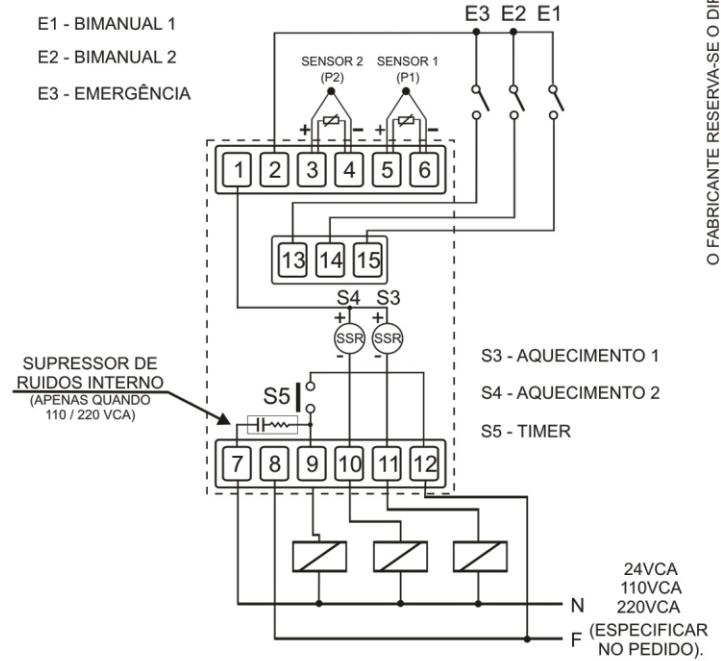 E1 - BIMANUAL 1
E2 - BIMANUAL 2
E3 - EMERGÊNCIA
E3 E2 E1
SENSOR 2
(P2)
SENSOR 1
(P1)
+ - + -
1 2 3 4 5 6
13 14 15
S4 S3
+ +
SSR SSR
- -
S3 - AQUECIMENTO 1
S4 - AQUECIMENTO 2
S5 - TIMER
SUPRESSOR DE
RUIDOS INTERNO
(APENAS QUANDO
110 / 220 VCA)
S5
7 8 9 10 11 12
24VCA
110VCA
220VCA
(ESPECIFICAR
NO PEDIDO).
N
F
O FABRICANTE RESERVA-SE O